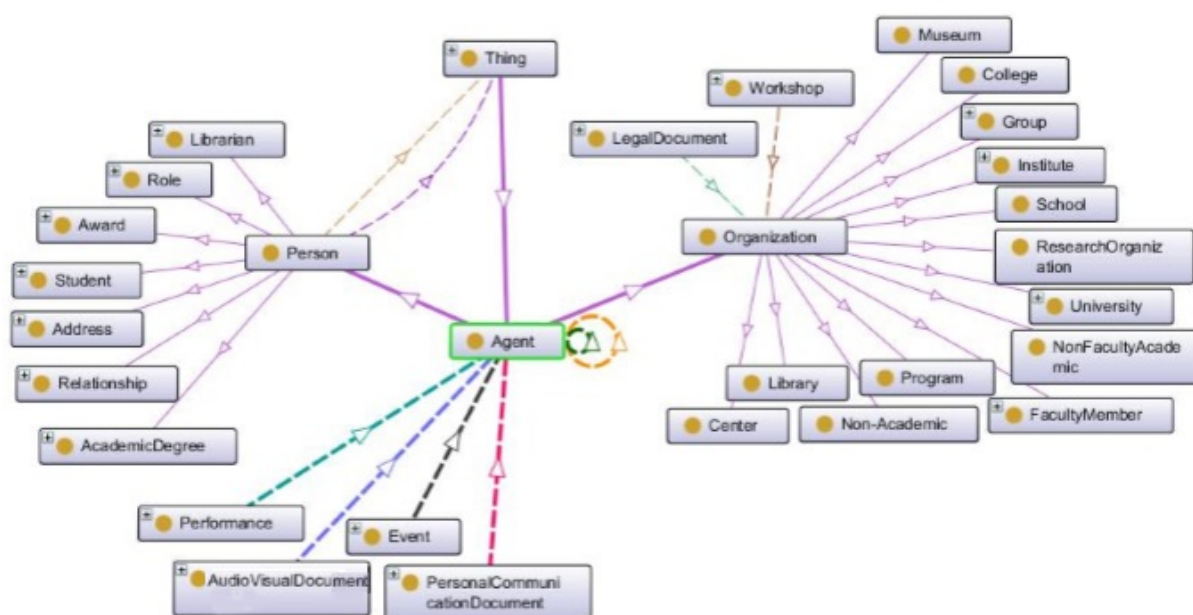 Museum
Thing
College
Workshop
Group
LegalDocument
Librarian
Institute
Role
School
Award
Person
Organization
ResearchOrganiz
ation
Student
University
Address
Agent
NonFacultyAcade
mic
Relationship
Library
Program
FacultyMember
Center
Non-Academic
AcademicDegree
Performance
Event
AudioVisualDocument
PersonalCommuni
cationDocument